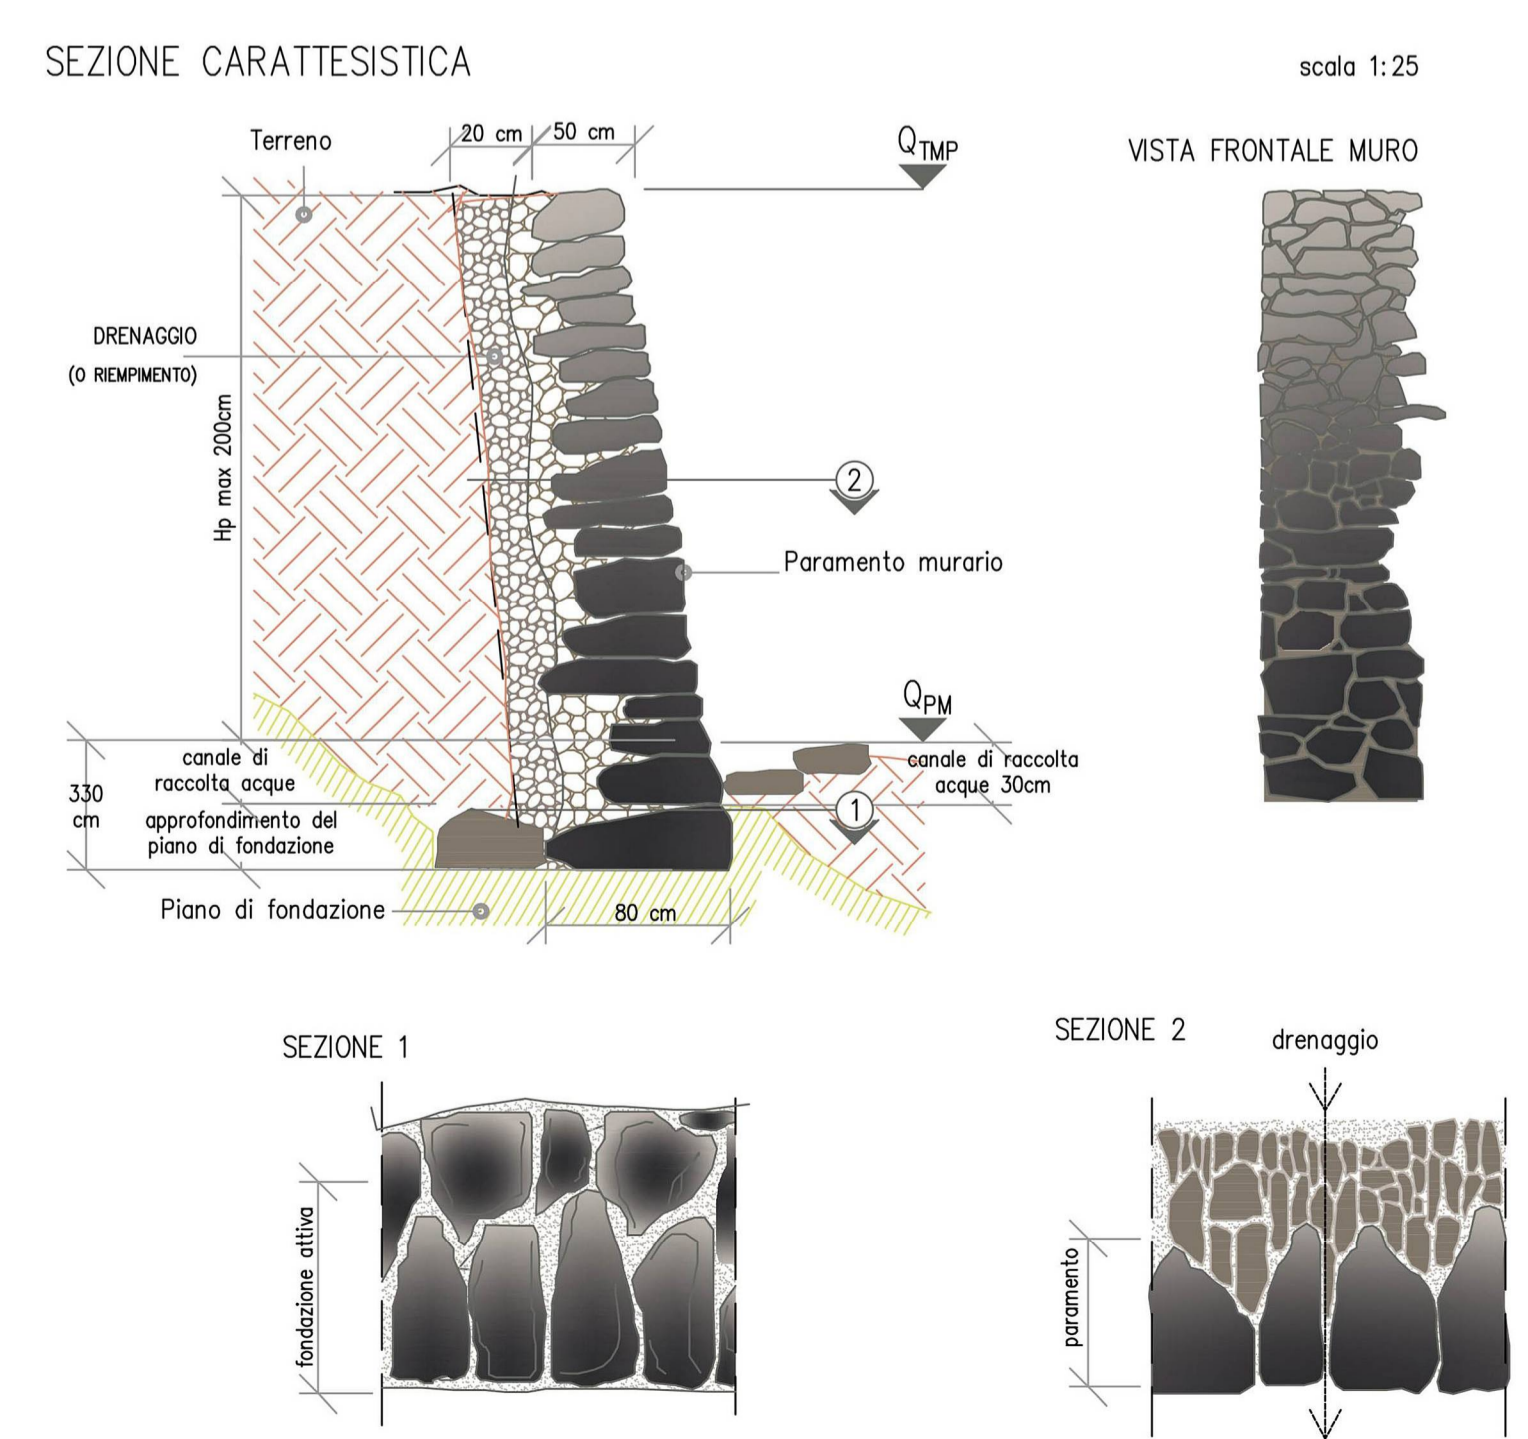 SEZIONE CARATTESISTICA
scala 1:25
Terreno
20 cm
50 cm
QTMP
VISTA FRONTALE MURO
DRENAGGIO
(O RIEMPIMENTO)
Hp max 200cm
2
Paramento murario
QPM
canale di
raccolta acque
canale di raccolta
acque 30cm
330
cm
approfondimento del
piano di fondazione
1
Piano di fondazione
80 cm
SEZIONE 1
fondazione attiva
SEZIONE 2
drenaggio
paramento